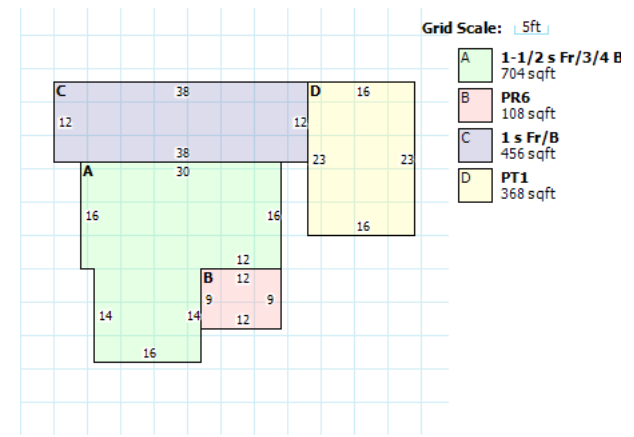 Grid Scale: 5ft
A 1-1/2 s Fr/3/4 B
704 sqft
B PR6
108 sqft
C 1 s Fr/B
456 sqft
D PT1
368 sqft
C 38 D 16
12 12
23 23
38
A 30
16 16
16
12
B 12
9 9
14 14
12
16